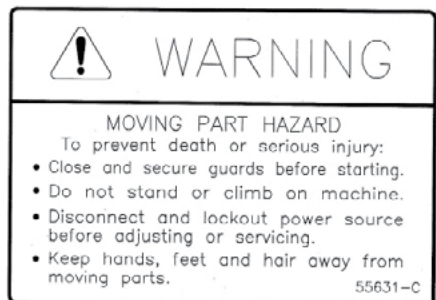 WARNING
MOVING PART HAZARD
To prevent death or serious injury:
• Close and secure guards before starting.
• Do not stand or climb on machine.
• Disconnect and lockout power source
before adjusting or servicing.
• Keep hands, feet and hair away from
moving parts.
55631-C